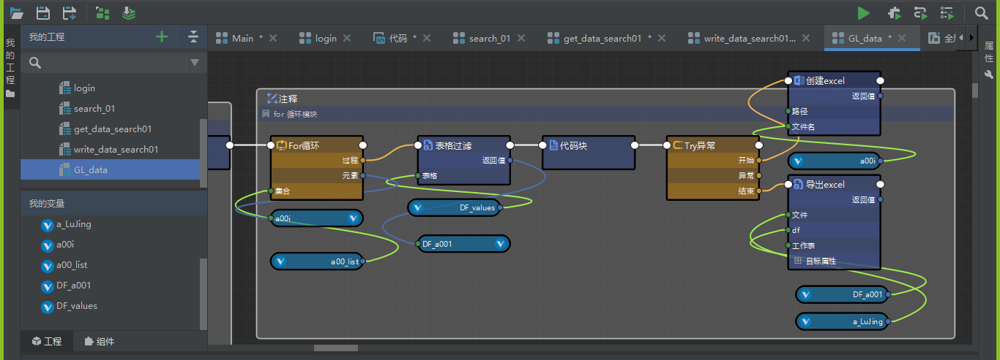 我的工程
Main *
login
代码 *
search_01
get_data_search01 *
write_data_search01...
GL_data *
我的工程
属性
login
search_01
get_data_search01
write_data_search01
GL_data
我的变量
a_LuJing
a00i
a00_list
DF_a001
DF_values
工程
组件
注释
for 循环模块
For循环
过程
元素
集合
a00i
a00_list
表格过滤
返回值
表格
DF_values
DF_a001
代码块
Try异常
开始
异常
结束
创建excel
返回值
路径
文件名
a00i
导出excel
返回值
文件
df
工作表
目标属性
DF_a001
a_LuJing